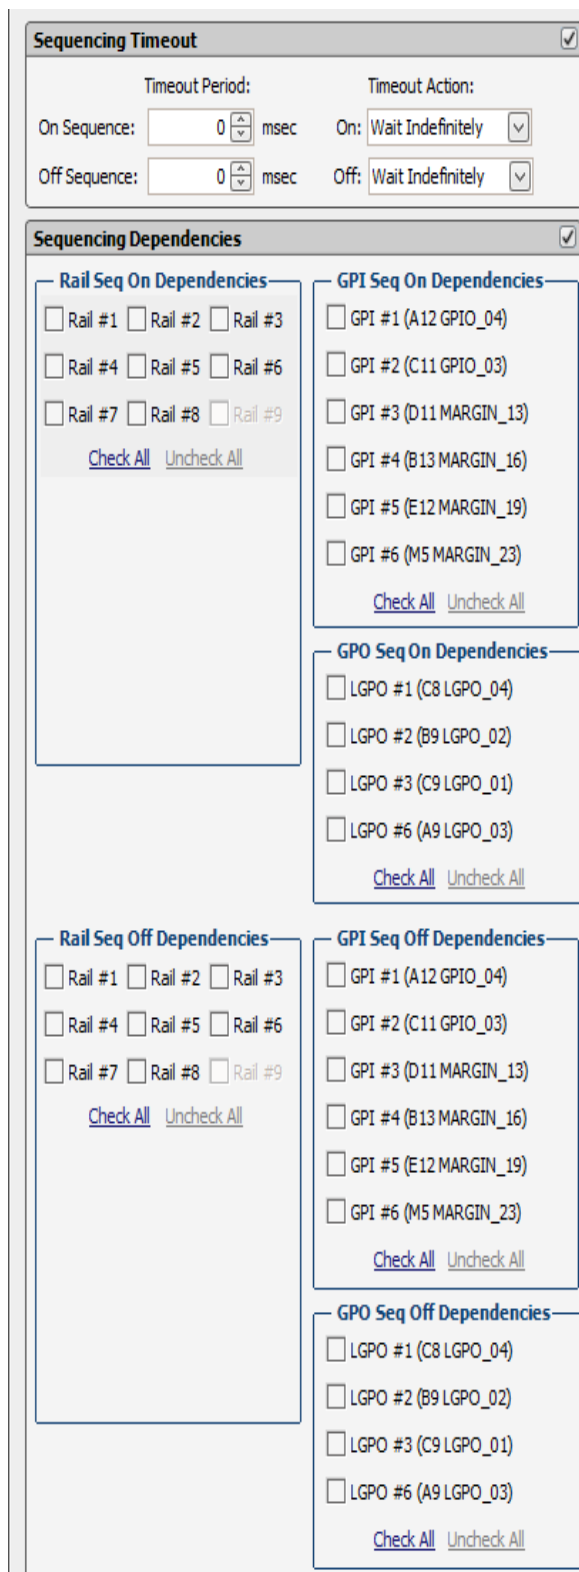 Sequencing Timeout
Timeout Period: Timeout Action:
On Sequence: 0 msec On: Wait Indefinitely
Off Sequence: 0 msec Off: Wait Indefinitely
Sequencing Dependencies
Rail Seq On Dependencies
Rail #1 Rail #2 Rail #3
Rail #4 Rail #5 Rail #6
Rail #7 Rail #8 Rail #9
Check All Uncheck All
GPI Seq On Dependencies
GPI #1 (A12 GPIO_04)
GPI #2 (C11 GPIO_03)
GPI #3 (D11 MARGIN_13)
GPI #4 (B13 MARGIN_16)
GPI #5 (E12 MARGIN_19)
GPI #6 (M5 MARGIN_23)
Check All Uncheck All
GPO Seq On Dependencies
LGPO #1 (C8 LGPO_04)
LGPO #2 (B9 LGPO_02)
LGPO #3 (C9 LGPO_01)
LGPO #6 (A9 LGPO_03)
Check All Uncheck All
Rail Seq Off Dependencies
Rail #1 Rail #2 Rail #3
Rail #4 Rail #5 Rail #6
Rail #7 Rail #8 Rail #9
Check All Uncheck All
GPI Seq Off Dependencies
GPI #1 (A12 GPIO_04)
GPI #2 (C11 GPIO_03)
GPI #3 (D11 MARGIN_13)
GPI #4 (B13 MARGIN_16)
GPI #5 (E12 MARGIN_19)
GPI #6 (M5 MARGIN_23)
Check All Uncheck All
GPO Seq Off Dependencies
LGPO #1 (C8 LGPO_04)
LGPO #2 (B9 LGPO_02)
LGPO #3 (C9 LGPO_01)
LGPO #6 (A9 LGPO_03)
Check All Uncheck All